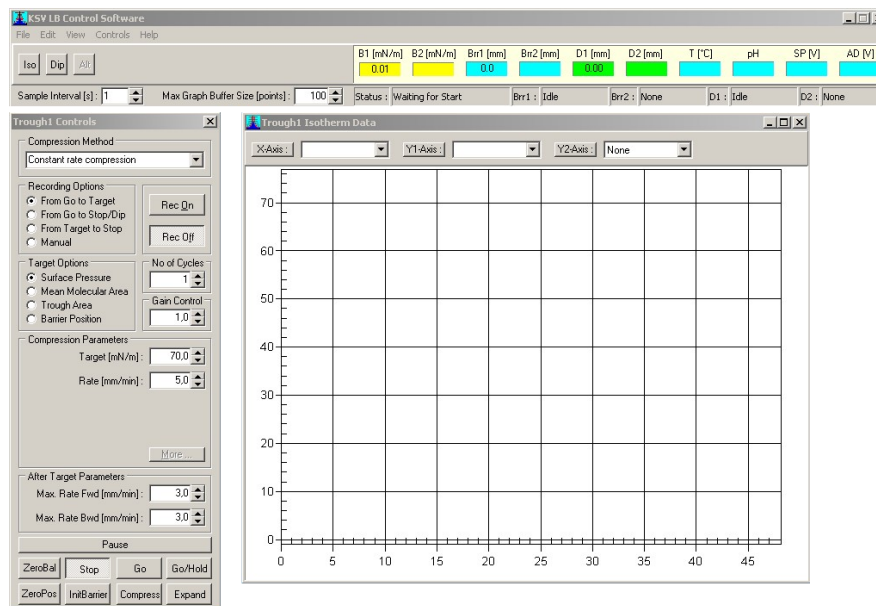 KSV LB Control Software
File Edit View Controls Help
Iso Dip Alt
B1 [mN/m] B2 [mN/m] Brr1 [mm] Brr2 [mm] D1 [mm] D2 [mm] T [°C] pH SP [V] AD [V]
0.01 0.0 0.00
Sample Interval [s] : 1 Max Graph Buffer Size [points] : 100 Status : Waiting for Start Brr1 : Idle Brr2 : None D1 : Idle D2 : None
Trough1 Controls
Compression Method
Constant rate compression
Recording Options
From Go to Target
From Go to Stop/Dip
From Target to Stop
Manual
Rec On
Rec Off
Target Options
Surface Pressure
Mean Molecular Area
Trough Area
Barrier Position
No of Cycles
1
Gain Control
1,0
Compression Parameters
Target [mN/m] : 70,0
Rate [mm/min] : 5,0
More ...
After Target Parameters
Max. Rate Fwd [mm/min] : 3,0
Max. Rate Bwd [mm/min] : 3,0
Pause
ZeroBal Stop Go Go/Hold
ZeroPos InitBarrier Compress Expand
Trough1 Isotherm Data
X-Axis : Y1-Axis : Y2-Axis : None
70
60
50
40
30
20
10
0
0 5 10 15 20 25 30 35 40 45